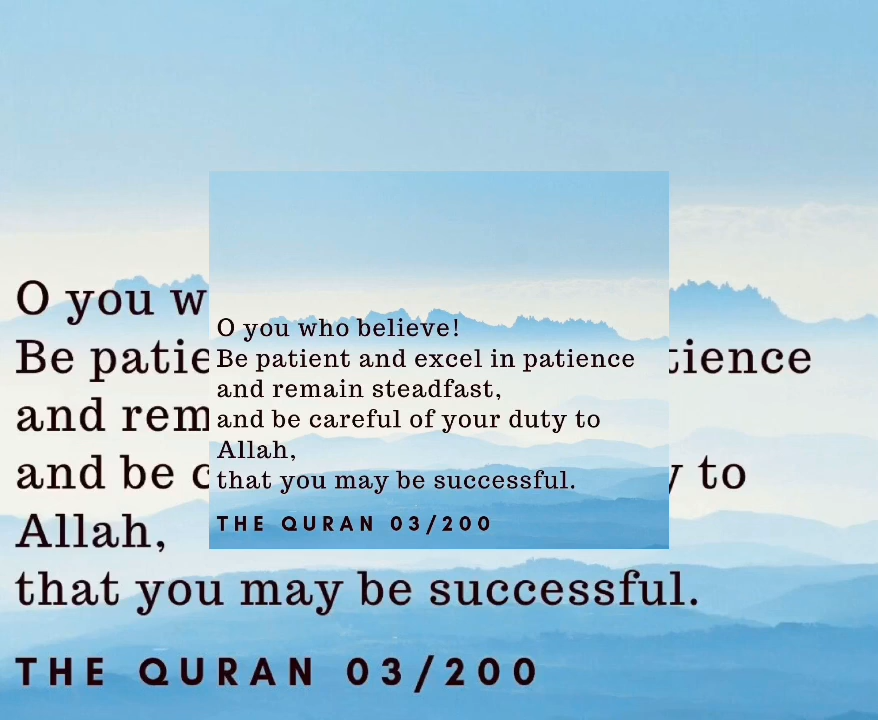 O you who believe!
Be patient and excel in patience
and remain steadfast,
and be careful of your duty to
Allah,
that you may be successful.
THE QURAN 03/200
O you
Be
and
and be to
Allah,
that you may be successful.
THE QURAN 03/200